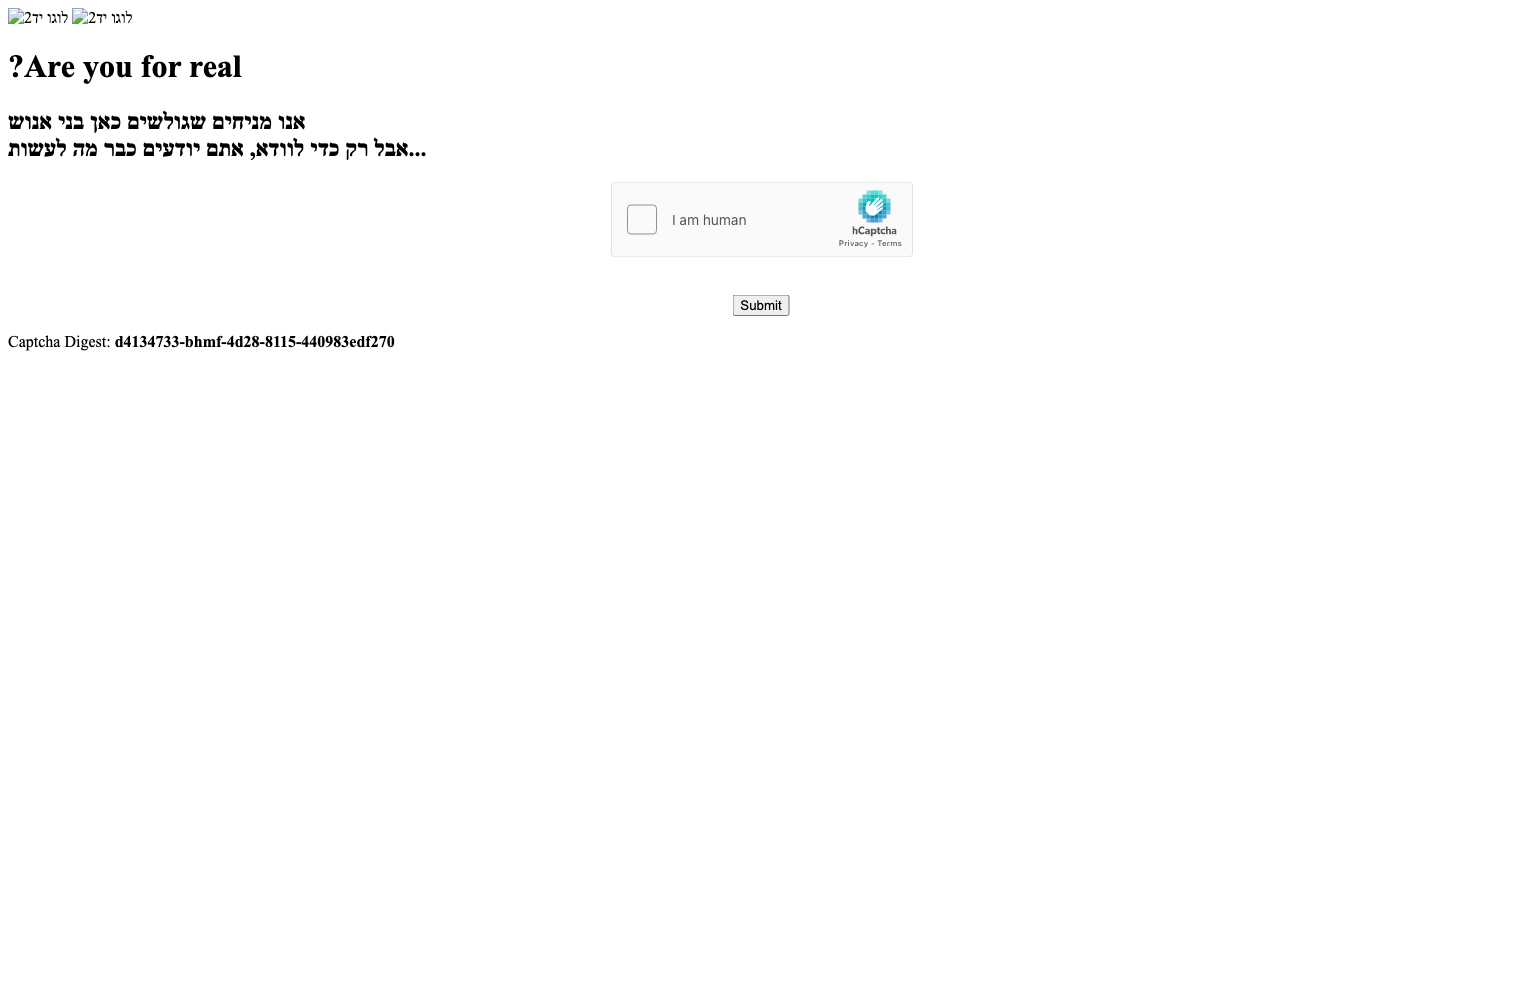 לוגו יד2 לוגו יד2
?Are you for real
אנו מניחים שגולשים כאן בני אנוש
אבל רק כדי לוודא, אתם יודעים כבר מה לעשות...
I am human
hCaptcha
Privacy - Terms
Submit
Captcha Digest: d4134733-bhmf-4d28-8115-440983edf270